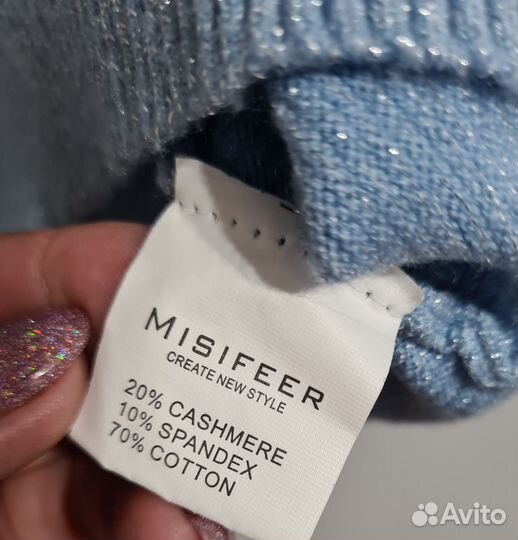 MISIFEER
CREATE NEW STYLE
20% CASHMERE
10% SPANDEX
70% COTTON
Avito